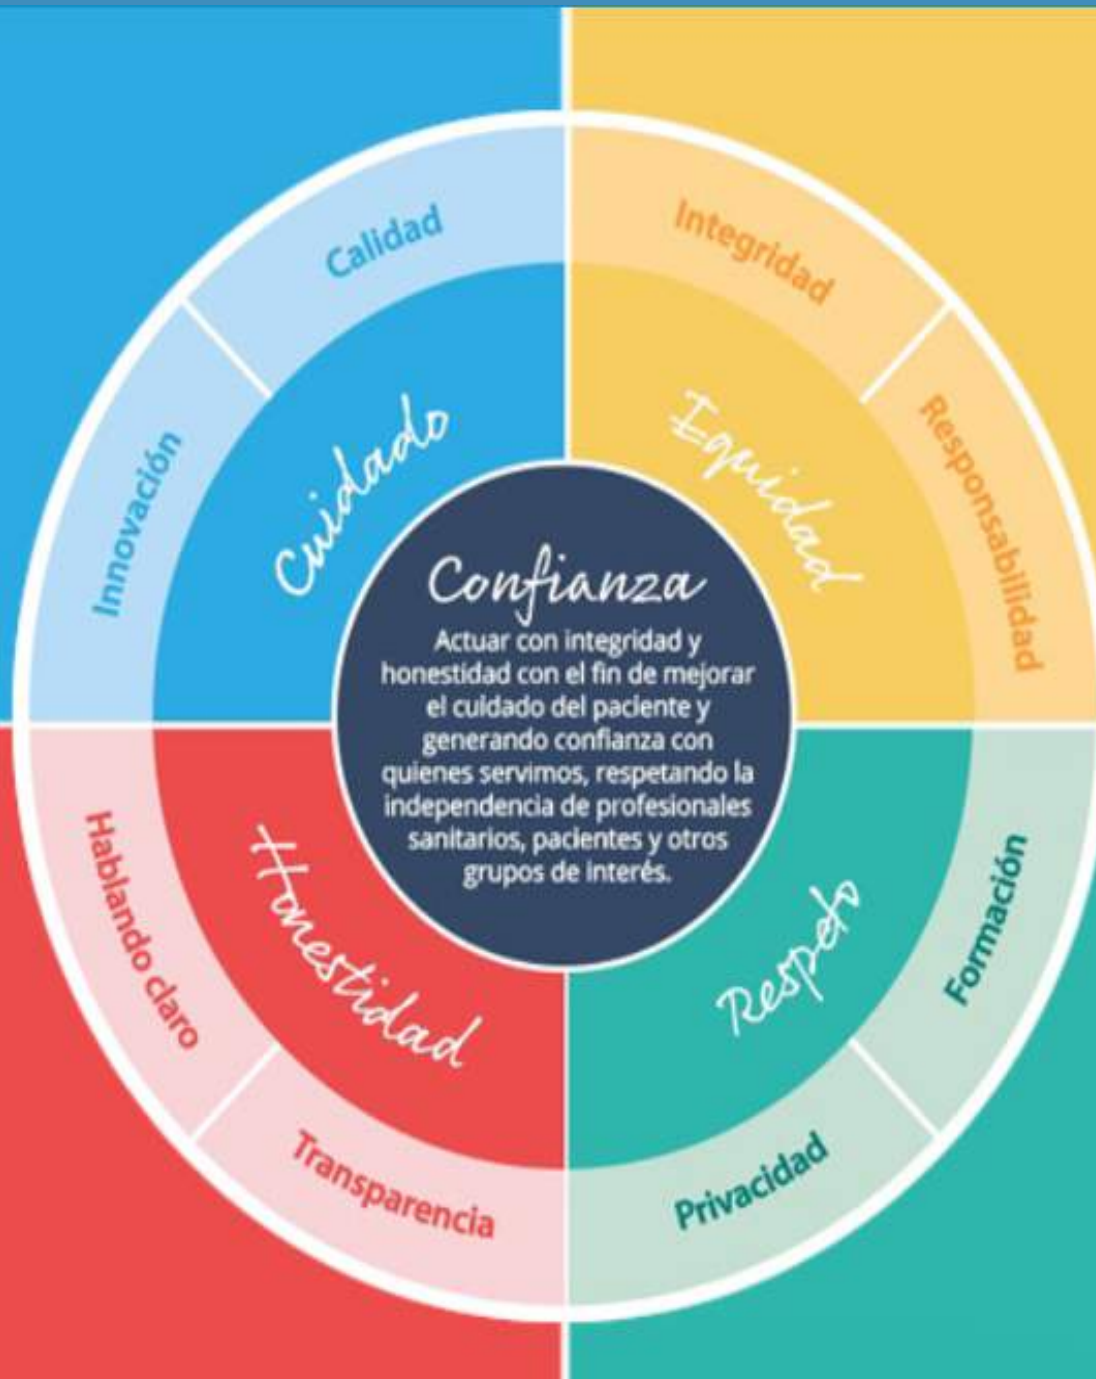 Calidad
Integridad
Innovación
Responsabilidad
Cuidado
Equidad
Confianza
Actuar con integridad y
honestidad con el fin de mejorar
el cuidado del paciente y
generando confianza con
quienes servimos, respetando la
independencia de profesionales
sanitarios, pacientes y otros
grupos de interés.
Honestidad
Respeto
Hablando claro
Formación
Transparencia
Privacidad